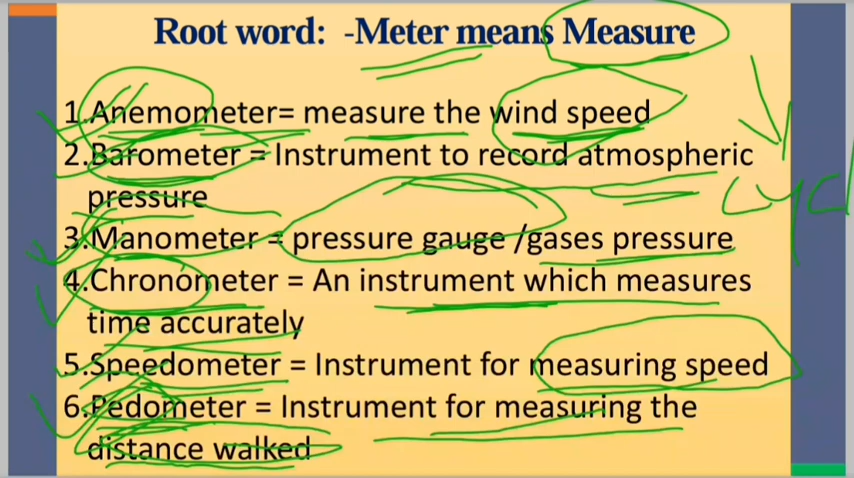 Root word: -Meter means Measure
1.Anemometer= measure the wind speed
2.Barometer = Instrument to record atmospheric
pressure
3.Manometer = pressure gauge /gases pressure
4.Chronometer = An instrument which measures
time accurately
5.Speedometer = Instrument for measuring speed
6.Pedometer = Instrument for measuring the
distance walked